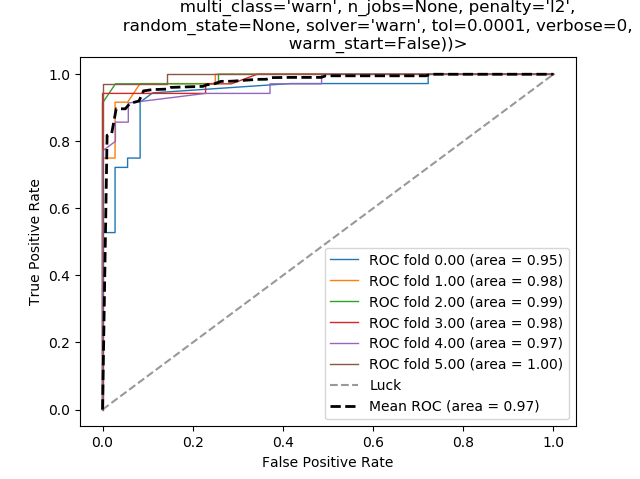 multi_class='warn', n_jobs=None, penalty='l2',
random_state=None, solver='warn', tol=0.0001, verbose=0,
warm_start=False))>
1.0
0.8
0.6
0.4
0.2
0.0
True Positive Rate
ROC fold 0.00 (area = 0.95)
ROC fold 1.00 (area = 0.98)
ROC fold 2.00 (area = 0.99)
ROC fold 3.00 (area = 0.98)
ROC fold 4.00 (area = 0.97)
ROC fold 5.00 (area = 1.00)
Luck
Mean ROC (area = 0.97)
0.0 0.2 0.4 0.6 0.8 1.0
False Positive Rate